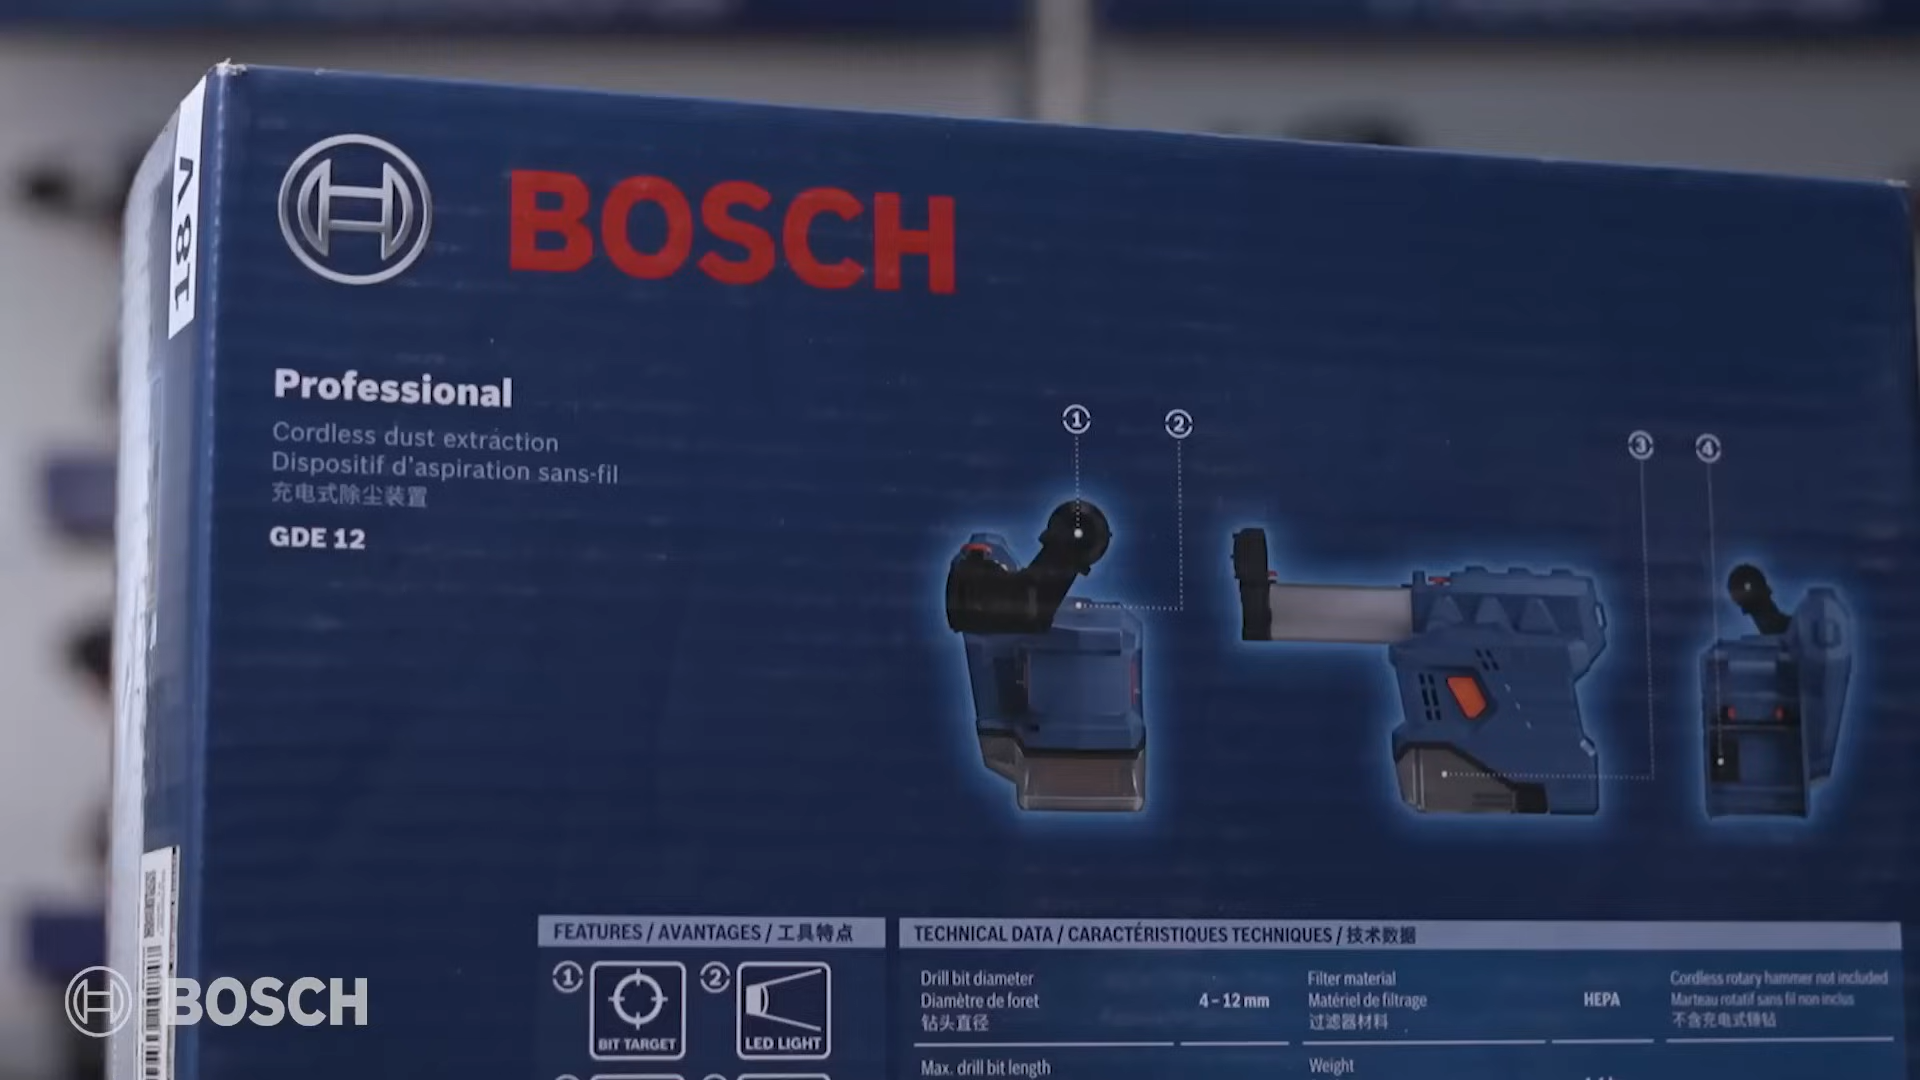 18V
BOSCH
Professional
Cordless dust extraction
Dispositif d'aspiration sans-fil
充电式除尘装置
GDE 12
1
2
3
4
FEATURES / AVANTAGES / 工具特点
1
BIT TARGET
2
LED LIGHT
TECHNICAL DATA / CARACTÉRISTIQUES TECHNIQUES / 技术数据
Drill bit diameter
Diamètre de foret
钻头直径
4 – 12 mm
Filter material
Matériel de filtrage
过滤器材料
HEPA
Cordless rotary hammer not included
Marteau rotatif sans fil non inclus
不含充电式锤钻
Max. drill bit length
Weight
BOSCH